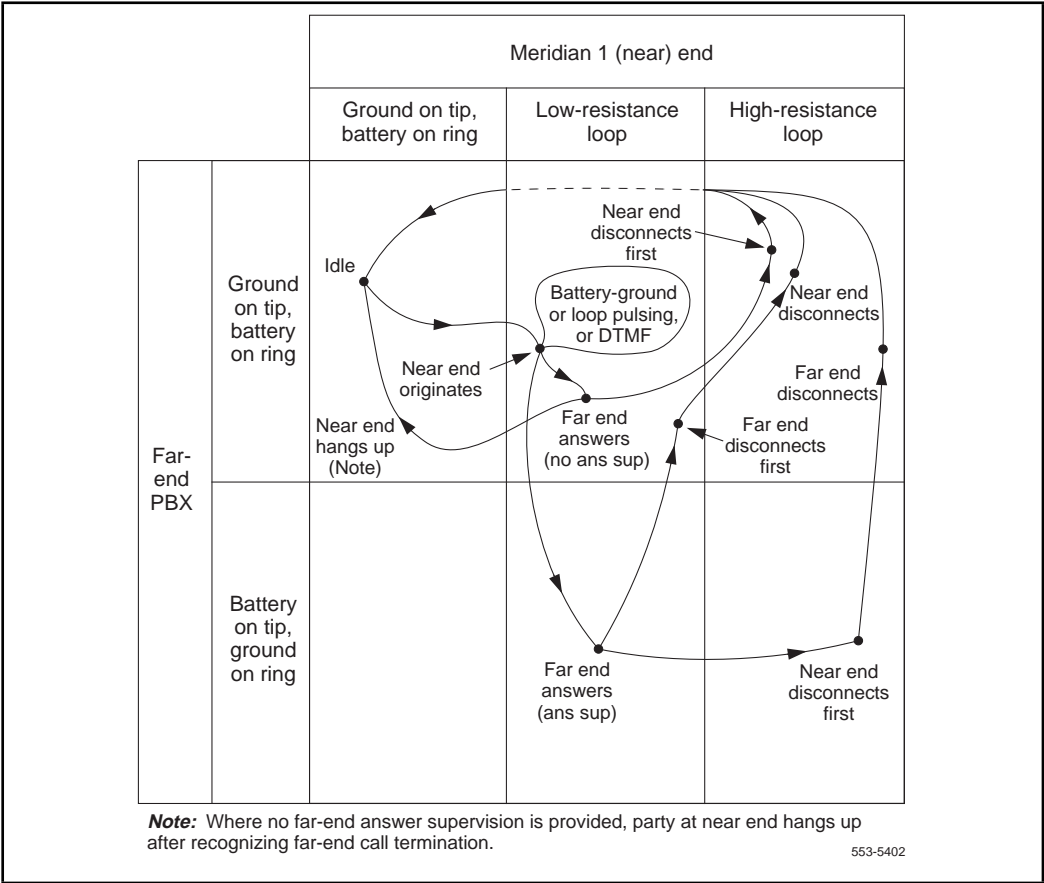 Meridian 1 (near) end
Ground on tip,
battery on ring
Low-resistance
loop
High-resistance
loop
Far-
end
PBX
Ground
on tip,
battery
on ring
Idle
Near end
disconnects
first
Battery-ground
or loop pulsing,
or DTMF
Near end
disconnects
Near end
originates
Far end
disconnects
Near end
hangs up
(Note)
Far end
answers
(no ans sup)
Far end
disconnects
first
Battery
on tip,
ground
on ring
Far end
answers
(ans sup)
Near end
disconnects
first
Note: Where no far-end answer supervision is provided, party at near end hangs up
after recognizing far-end call termination.
553-5402